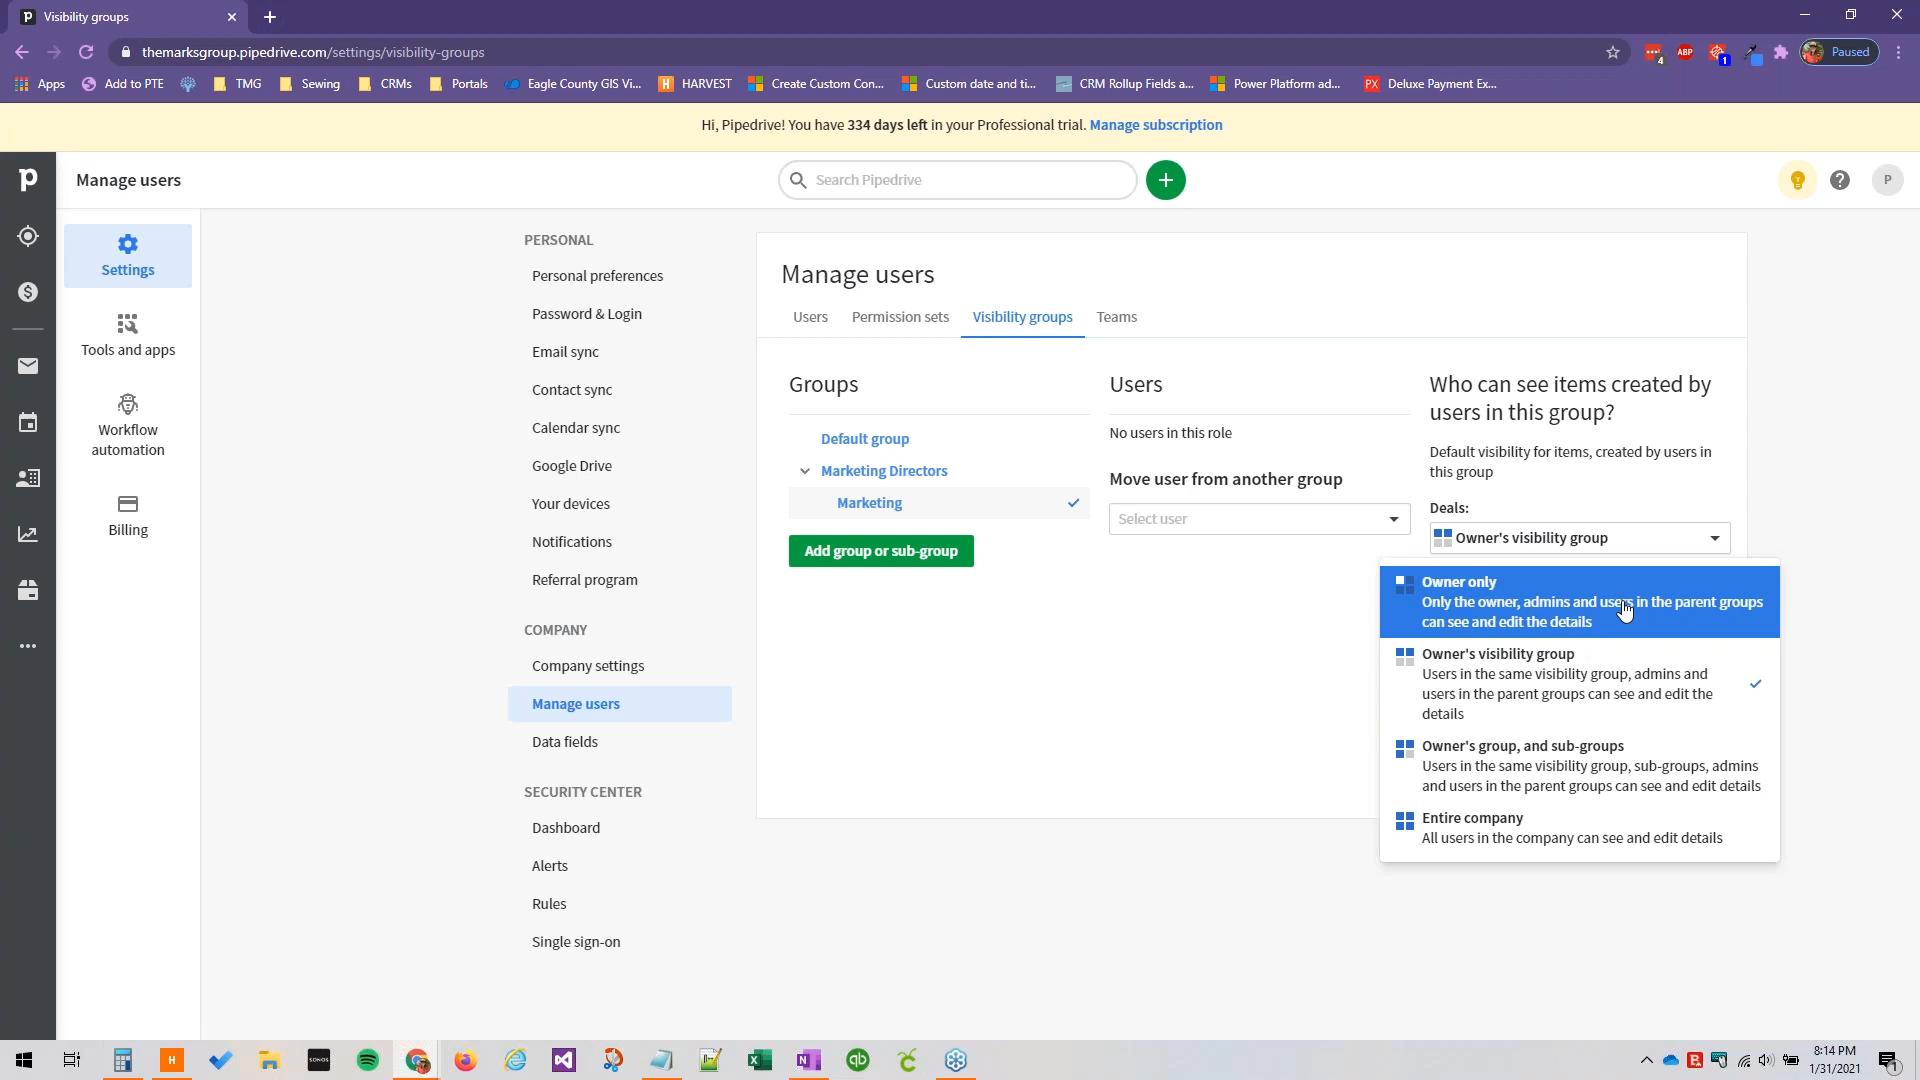 Visibility groups
themarksgroup.pipedrive.com/settings/visibility-groups
4
ABP
1
Paused
Apps
Add to PTE
TMG
Sewing
CRMs
Portals
Eagle County GIS Vi...
H
HARVEST
Create Custom Con...
Custom date and ti...
CRM Rollup Fields a...
Power Platform ad...
PX
Deluxe Payment Ex...
Hi, Pipedrive! You have 334 days left in your Professional trial. Manage subscription
Manage users
Search Pipedrive
P
Settings
Tools and apps
Workflow
automation
Billing
PERSONAL
Personal preferences
Password & Login
Email sync
Contact sync
Calendar sync
Google Drive
Your devices
Notifications
Referral program
COMPANY
Company settings
Manage users
Data fields
SECURITY CENTER
Dashboard
Alerts
Rules
Single sign-on
Manage users
Users
Permission sets
Visibility groups
Teams
Groups
Default group
Marketing Directors
Marketing
Add group or sub-group
Users
No users in this role
Move user from another group
Select user
Who can see items created by
users in this group?
Default visibility for items, created by users in
this group
Deals:
Owner's visibility group
Owner only
Only the owner, admins and users in the parent groups
can see and edit the details
Owner's visibility group
Users in the same visibility group, admins and
users in the parent groups can see and edit the
details
Owner's group, and sub-groups
Users in the same visibility group, sub-groups, admins
and users in the parent groups can see and edit details
Entire company
All users in the company can see and edit details
H
SONOS
N
qb
8:14 PM
1/31/2021
1